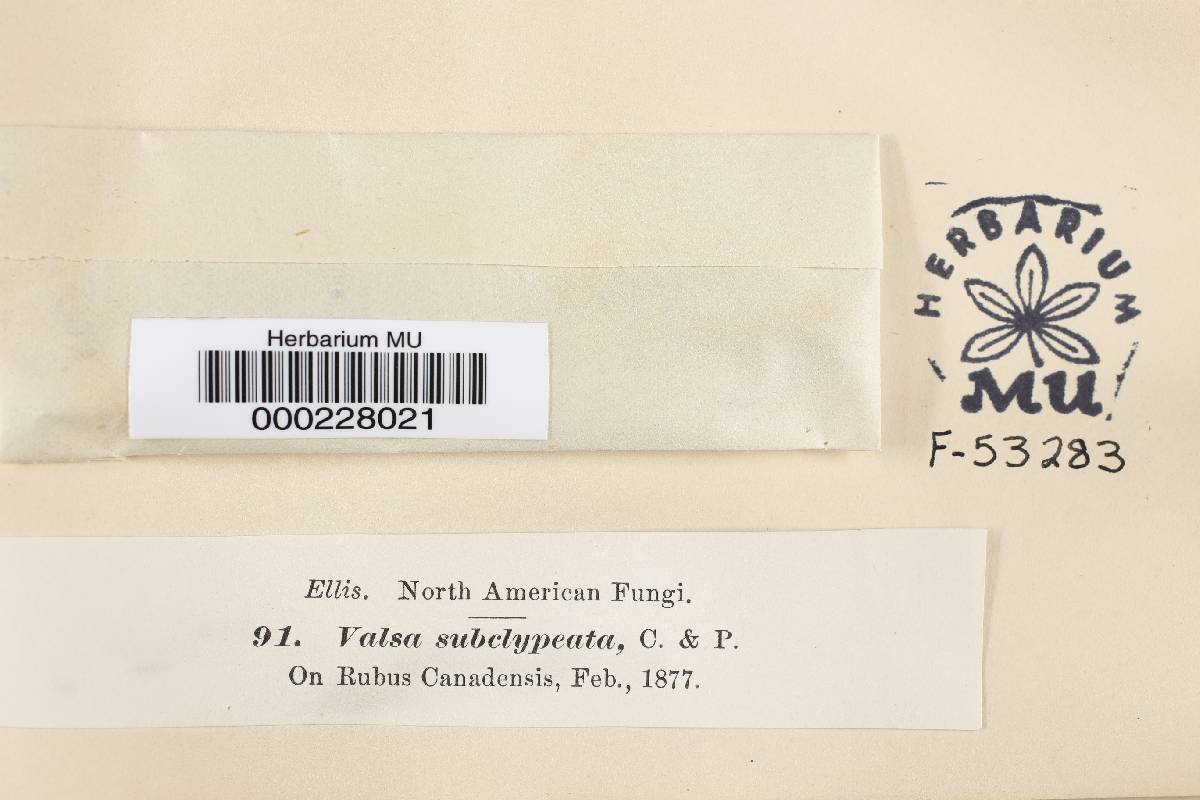 Herbarium MU
000228021
HERBARIUM
MU
F-53283
Ellis. North American Fungi.
91. Valsa subclypeata, C. & P.
On Rubus Canadensis, Feb., 1877.